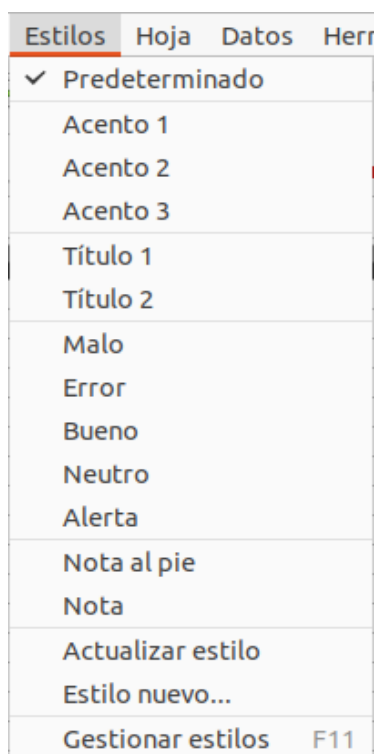 Estilos Hoja Datos Herr
✓ Predeterminado
Acento 1
Acento 2
Acento 3
Título 1
Título 2
Malo
Error
Bueno
Neutro
Alerta
Nota al pie
Nota
Actualizar estilo
Estilo nuevo...
Gestionar estilos F11